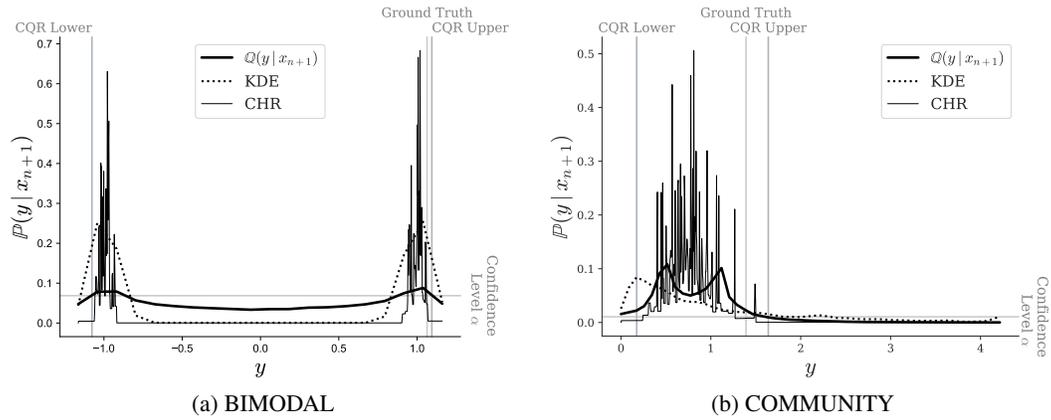 Ground Truth
CQR Lower
CQR Upper
0.7
0.6
0.5
0.4
0.3
0.2
0.1
0.0
ℙ(y | x_{n+1})
ℚ(y | x_{n+1})
KDE
CHR
Confidence
Level α
−1.0
−0.5
0.0
0.5
1.0
y
(a) BIMODAL
Ground Truth
CQR Lower
CQR Upper
0.5
0.4
0.3
0.2
0.1
0.0
ℙ(y | x_{n+1})
ℚ(y | x_{n+1})
KDE
CHR
Confidence
Level α
0
1
2
3
4
y
(b) COMMUNITY